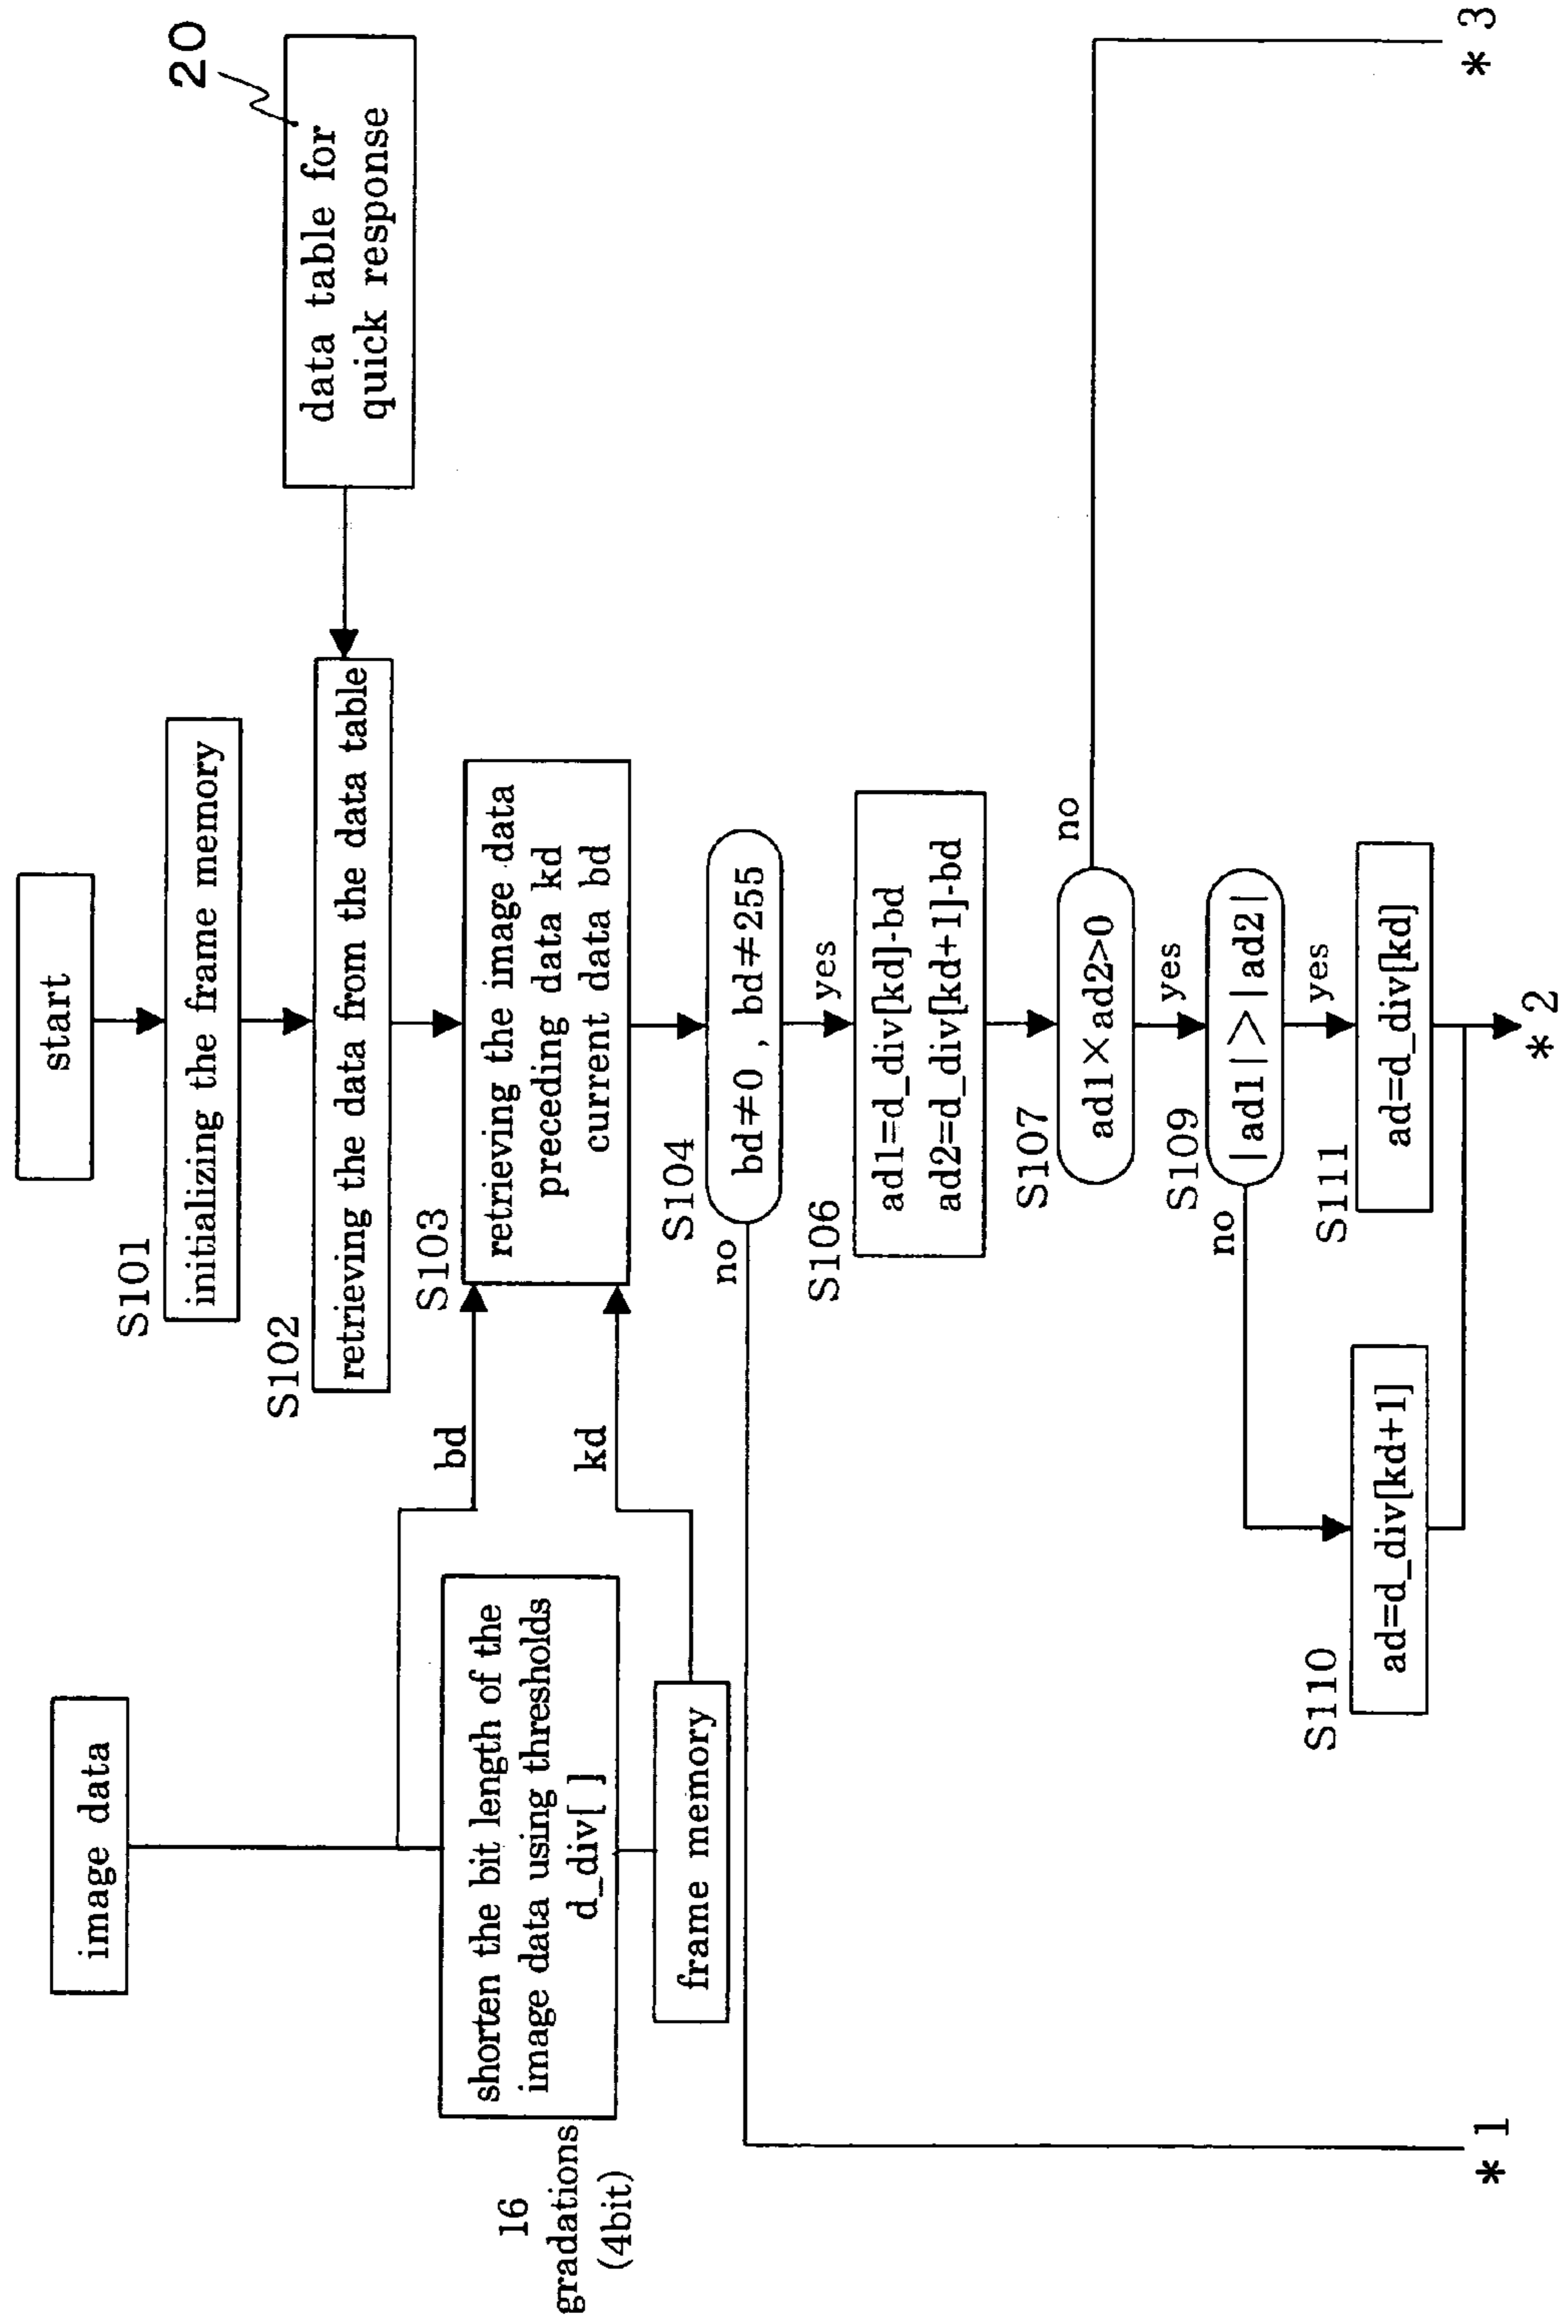 start
S101
initializing the frame memory
S102
retrieving the data from the data table
20
data table for
quick response
image data
16
gradations
(4bit)
shorten the bit length of the
image data using thresholds
d_div[ ]
frame memory
bd
kd
S103
retrieving the image data
preceding data kd
current data bd
S104
bd≠0 , bd≠255
no
yes
S106
ad1=d_div[kd]-bd
ad2=d_div[kd+1]-bd
S107
ad1×ad2>0
no
yes
S109
|ad1|>|ad2|
no
yes
S110
ad=d_div[kd+1]
S111
ad=d_div[kd]
* 1
* 2
* 3